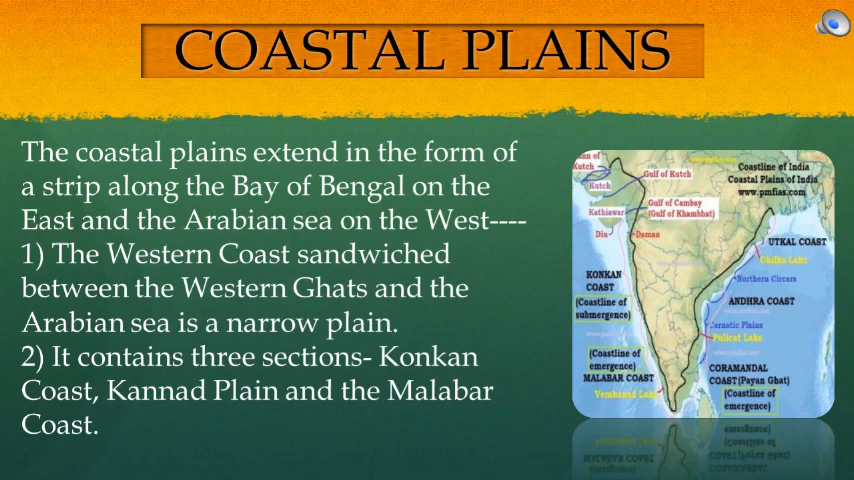 COASTAL PLAINS
The coastal plains extend in the form of
a strip along the Bay of Bengal on the
East and the Arabian sea on the West----
1) The Western Coast sandwiched
between the Western Ghats and the
Arabian sea is a narrow plain.
2) It contains three sections- Konkan
Coast, Kannad Plain and the Malabar
Coast.
Coastline of India
Coastal Plains of India
www.pmfias.com
Kutch
Gulf of Kutch
Kutch
Kathiawar
Gulf of Cambay
(Gulf of Khambhat)
Diu
Daman
UTKAL COAST
Chilka Lake
KONKAN
COAST
(Coastline of
submergence)
Northern Circars
ANDHRA COAST
Carnatic Plains
Pulicat Lake
(Coastline of
emergence)
MALABAR COAST
Vembanad Lake
COROMANDAL
COAST(Payan Ghat)
(Coastline of
emergence)